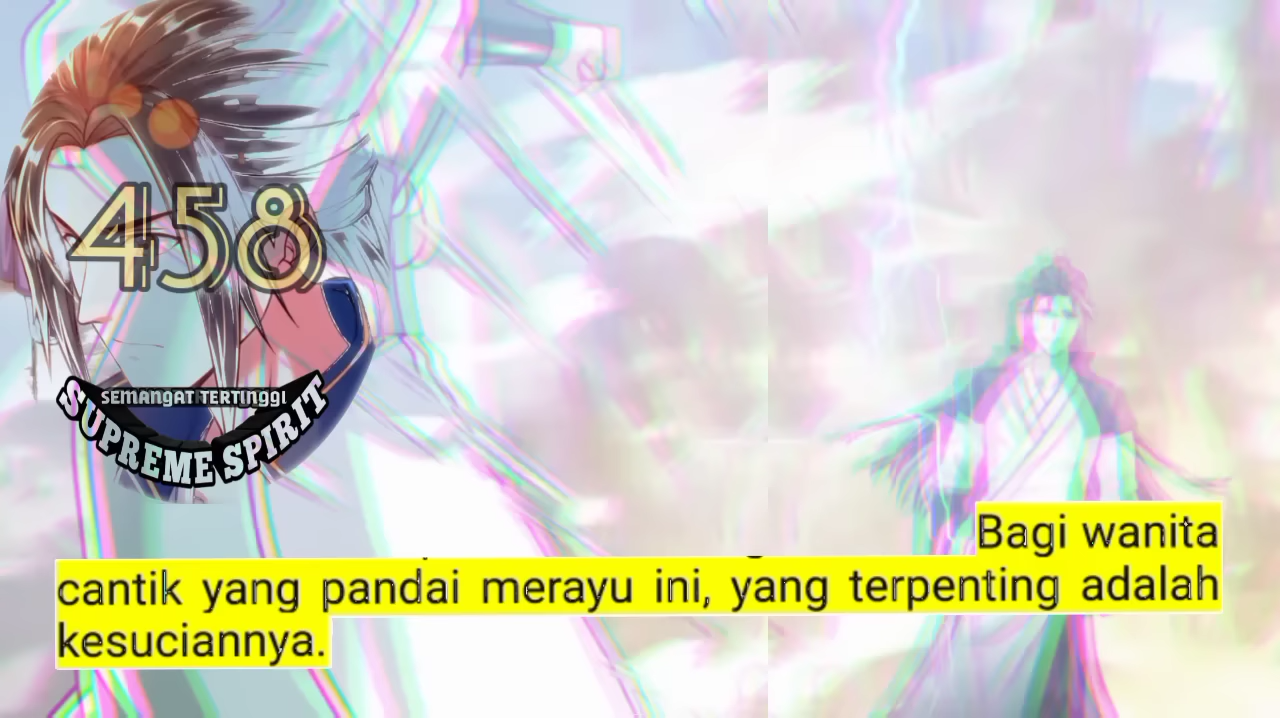 458
SEMANGAT TERTINGGI
SUPREME SPIRIT
Bagi wanita
cantik yang pandai merayu ini, yang terpenting adalah
kesuciannya.